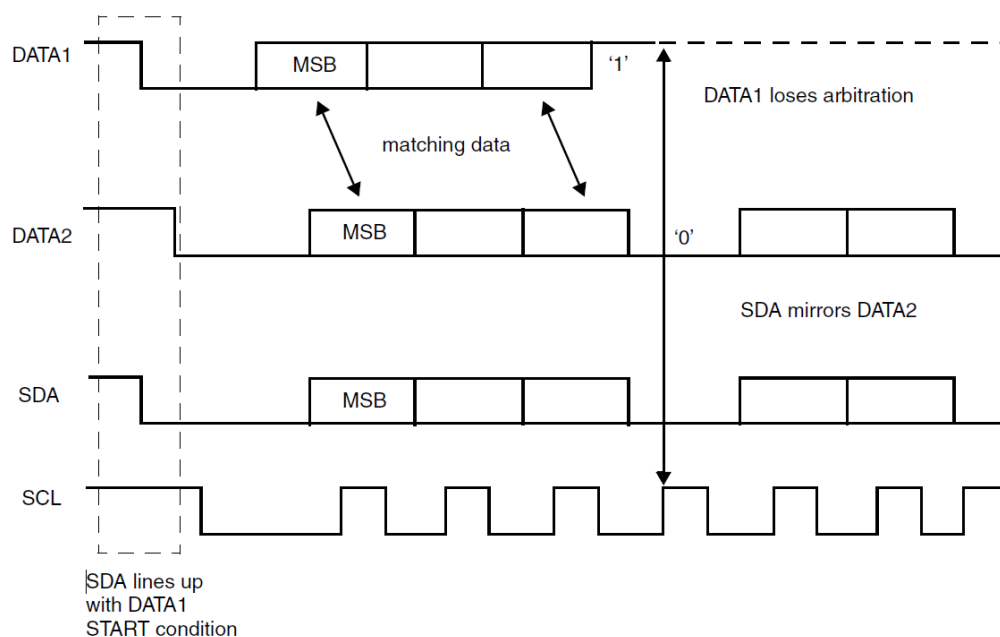 DATA1
MSB
‘1’
DATA1 loses arbitration
matching data
DATA2
MSB
‘0’
SDA mirrors DATA2
SDA
MSB
SCL
SDA lines up
with DATA1
START condition